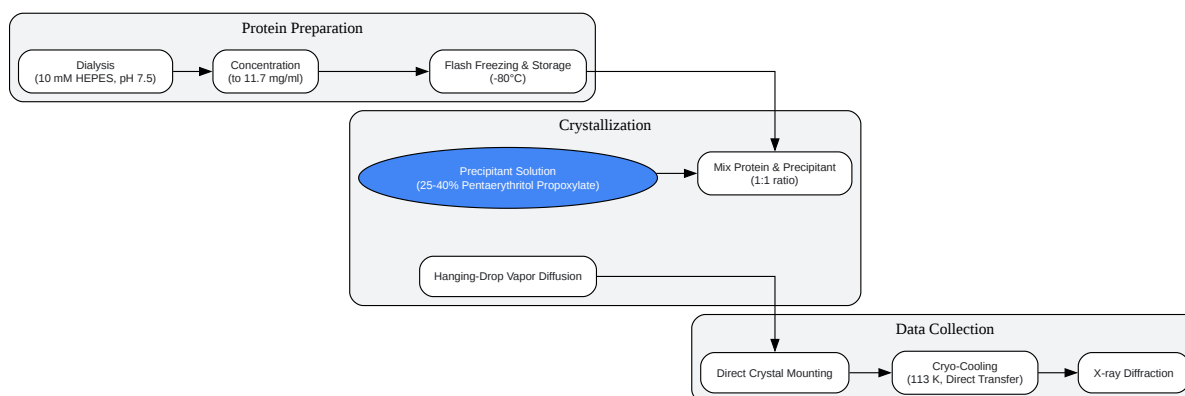 Protein Preparation
Dialysis
(10 mM HEPES, pH 7.5)
Concentration
(to 11.7 mg/ml)
Flash Freezing & Storage
(-80°C)
Crystallization
Precipitant Solution
(25-40% Pentaerythritol Propoxylate)
Mix Protein & Precipitant
(1:1 ratio)
Hanging-Drop Vapor Diffusion
Data Collection
Direct Crystal Mounting
Cryo-Cooling
(113 K, Direct Transfer)
X-ray Diffraction